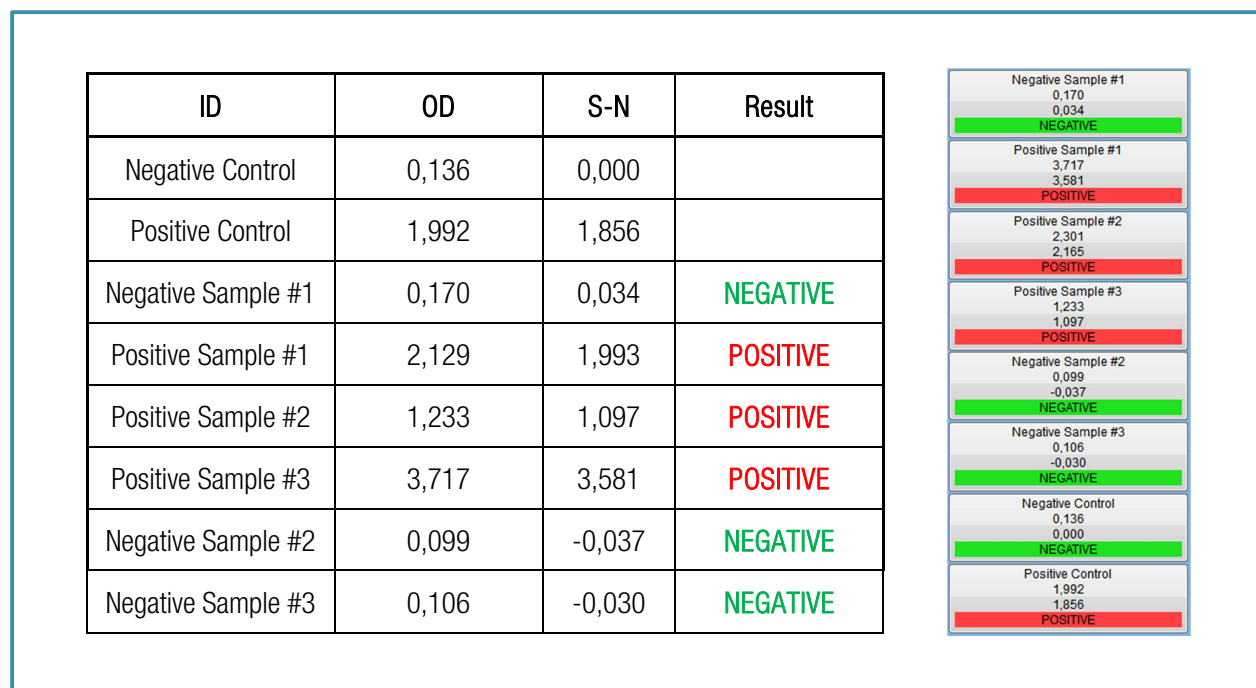 ID OD S-N Result
Negative Control 0,136 0,000
Positive Control 1,992 1,856
Negative Sample #1 0,170 0,034 NEGATIVE
Positive Sample #1 2,129 1,993 POSITIVE
Positive Sample #2 1,233 1,097 POSITIVE
Positive Sample #3 3,717 3,581 POSITIVE
Negative Sample #2 0,099 -0,037 NEGATIVE
Negative Sample #3 0,106 -0,030 NEGATIVE
Negative Sample #1
0,170
0,034
NEGATIVE
Positive Sample #1
3,717
3,581
POSITIVE
Positive Sample #2
2,301
2,165
POSITIVE
Positive Sample #3
1,233
1,097
POSITIVE
Negative Sample #2
0,099
-0,037
NEGATIVE
Negative Sample #3
0,106
-0,030
NEGATIVE
Negative Control
0,136
0,000
NEGATIVE
Positive Control
1,992
1,856
POSITIVE